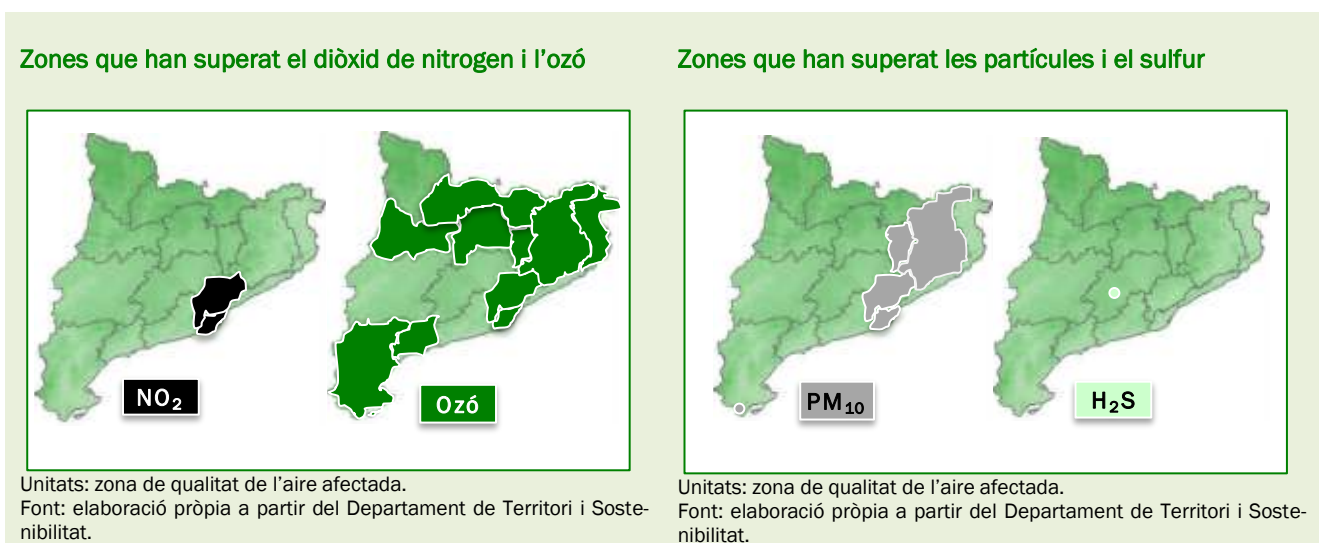 Zones que han superat el diòxid de nitrogen i l'ozó
NO₂
Ozó
Unitats: zona de qualitat de l'aire afectada.
Font: elaboració pròpia a partir del Departament de Territori i Soste-
nibilitat.
Zones que han superat les partícules i el sulfur
PM₁₀
H₂S
Unitats: zona de qualitat de l'aire afectada.
Font: elaboració pròpia a partir del Departament de Territori i Soste-
nibilitat.